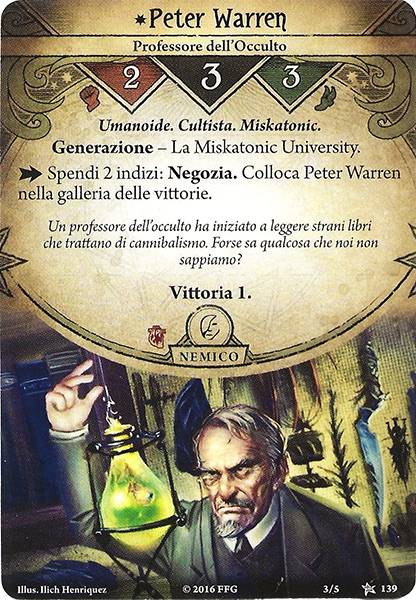 Peter Warren
Professore dell'Occulto
2 3 3
Umanoide. Cultista. Miskatonic.
Generazione – La Miskatonic University.
Spendi 2 indizi: Negozia. Colloca Peter Warren
nella galleria delle vittorie.
Un professore dell'occulto ha iniziato a leggere strani libri
che trattano di cannibalismo. Forse sa qualcosa che noi non
sappiamo?
Vittoria 1.
NEMICO
Illus. Ilich Henriquez © 2016 FFG 3/5 139